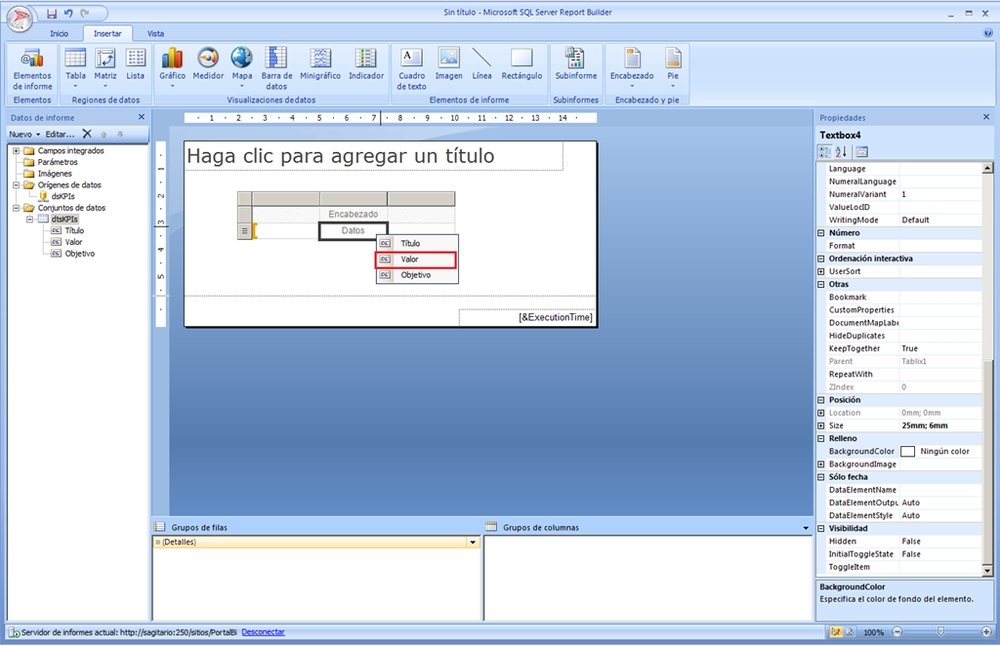 Sin título - Microsoft SQL Server Report Builder
Inicio Insertar Vista
Elementos de informe
Tabla
Matriz
Lista
Gráfico
Medidor
Mapa
Barra de datos
Minigráfico
Indicador
Cuadro de texto
Imagen
Línea
Rectángulo
Subinforme
Encabezado
Pie
Elementos
Regiones de datos
Visualizaciones de datos
Elementos de informe
Subinformes
Encabezado y pie
Datos de informe
Nuevo Editar...
Campos integrados
Parámetros
Imágenes
Orígenes de datos
dsKPIs
Conjuntos de datos
dtsKPIs
Título
Valor
Objetivo
1 2 3 4 5 6 7 8 9 10 11 12 13 14
1
2
3
4
5
Haga clic para agregar un título
Encabezado
Datos
Título
Valor
Objetivo
[&ExecutionTime]
Grupos de filas
(Detalles)
Grupos de columnas
Propiedades
Textbox4
Language
NumeralLanguage
NumeralVariant 1
ValueLocID
WritingMode Default
Número
Format
Ordenación interactiva
UserSort
Otras
Bookmark
CustomProperties
DocumentMapLabe
HideDuplicates
KeepTogether True
Parent Tablix1
RepeatWith
ZIndex 0
Posición
Location 0mm; 0mm
Size 25mm; 6mm
Relleno
BackgroundColor Ningún color
BackgroundImage
Sólo fecha
DataElementName
DataElementOutpu Auto
DataElementStyle Auto
Visibilidad
Hidden False
InitialToggleState False
ToggleItem
BackgroundColor
Especifica el color de fondo del elemento.
Servidor de informes actual: http://sagitario:250/sitios/PortalBi Desconectar
100%